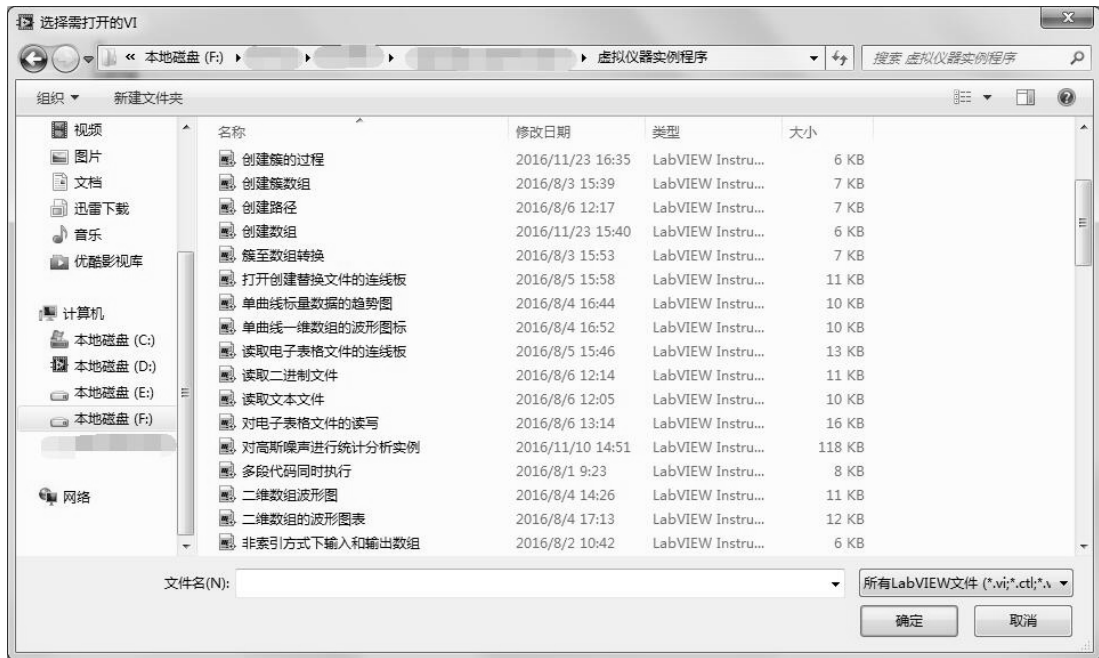 选择需打开的VI
« 本地磁盘 (F:) 虚拟仪器实例程序 搜索 虚拟仪器实例程序
组织 新建文件夹
视频
图片
文档
迅雷下载
音乐
优酷影视库
计算机
本地磁盘 (C:)
本地磁盘 (D:)
本地磁盘 (E:)
本地磁盘 (F:)
网络
名称 修改日期 类型 大小
创建簇的过程 2016/11/23 16:35 LabVIEW Instru... 6 KB
创建簇数组 2016/8/3 15:39 LabVIEW Instru... 7 KB
创建路径 2016/8/6 12:17 LabVIEW Instru... 7 KB
创建数组 2016/11/23 15:40 LabVIEW Instru... 6 KB
簇至数组转换 2016/8/3 15:53 LabVIEW Instru... 7 KB
打开创建替换文件的连线板 2016/8/5 15:58 LabVIEW Instru... 11 KB
单曲线标量数据的趋势图 2016/8/4 16:44 LabVIEW Instru... 10 KB
单曲线一维数组的波形图标 2016/8/4 16:52 LabVIEW Instru... 10 KB
读取电子表格文件的连线板 2016/8/5 15:46 LabVIEW Instru... 13 KB
读取二进制文件 2016/8/6 12:14 LabVIEW Instru... 11 KB
读取文本文件 2016/8/6 12:05 LabVIEW Instru... 10 KB
对电子表格文件的读写 2016/8/6 13:14 LabVIEW Instru... 16 KB
对高斯噪声进行统计分析实例 2016/11/10 14:51 LabVIEW Instru... 118 KB
多段代码同时执行 2016/8/1 9:23 LabVIEW Instru... 8 KB
二维数组波形图 2016/8/4 14:26 LabVIEW Instru... 11 KB
二维数组的波形图表 2016/8/4 17:13 LabVIEW Instru... 12 KB
非索引方式下输入和输出数组 2016/8/2 10:42 LabVIEW Instru... 6 KB
文件名(N): 所有LabVIEW文件 (*.vi;*.ctl;*.v
确定 取消